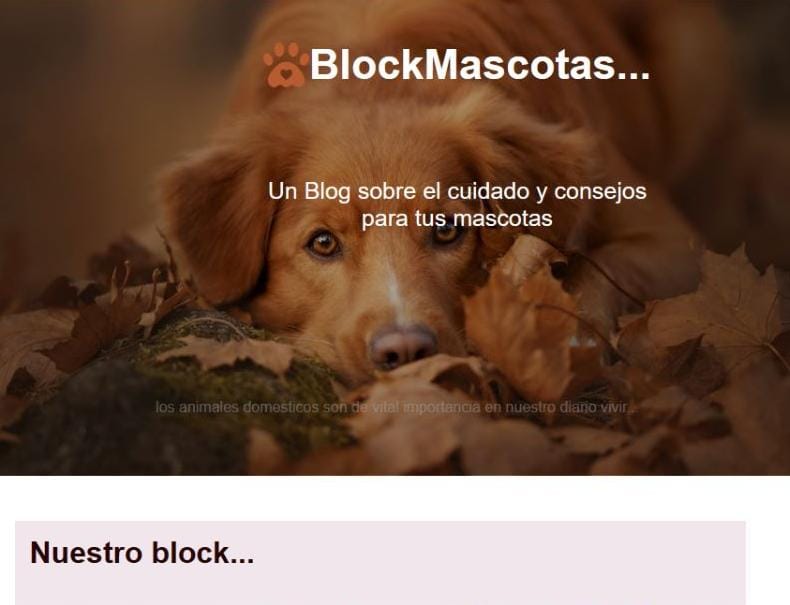 BlockMascotas...
Un Blog sobre el cuidado y consejos
para tus mascotas
los animales domesticos son de vital importancia en nuestro diario vivir...
Nuestro block...